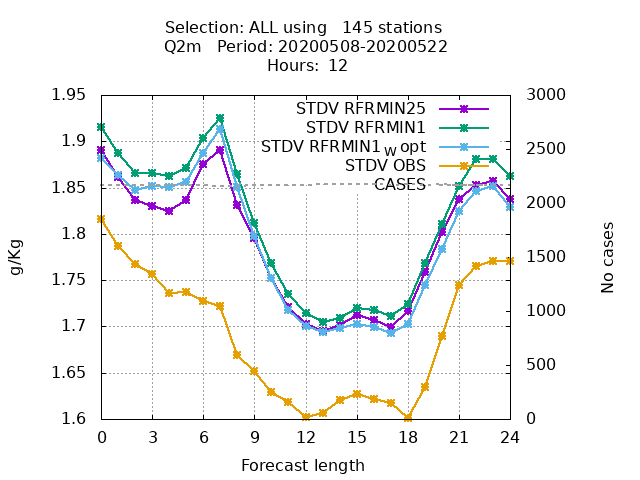 Selection: ALL using   145 stations
Q2m   Period: 20200508-20200522
Hours:  12
1.95
1.9
1.85
1.8
1.75
1.7
1.65
1.6
3000
2500
2000
1500
1000
500
0
STDV RFRMIN25
STDV RFRMIN1
STDV RFRMIN1w opt
STDV OBS
CASES
g/Kg
No cases
0 3 6 9 12 15 18 21 24
Forecast length